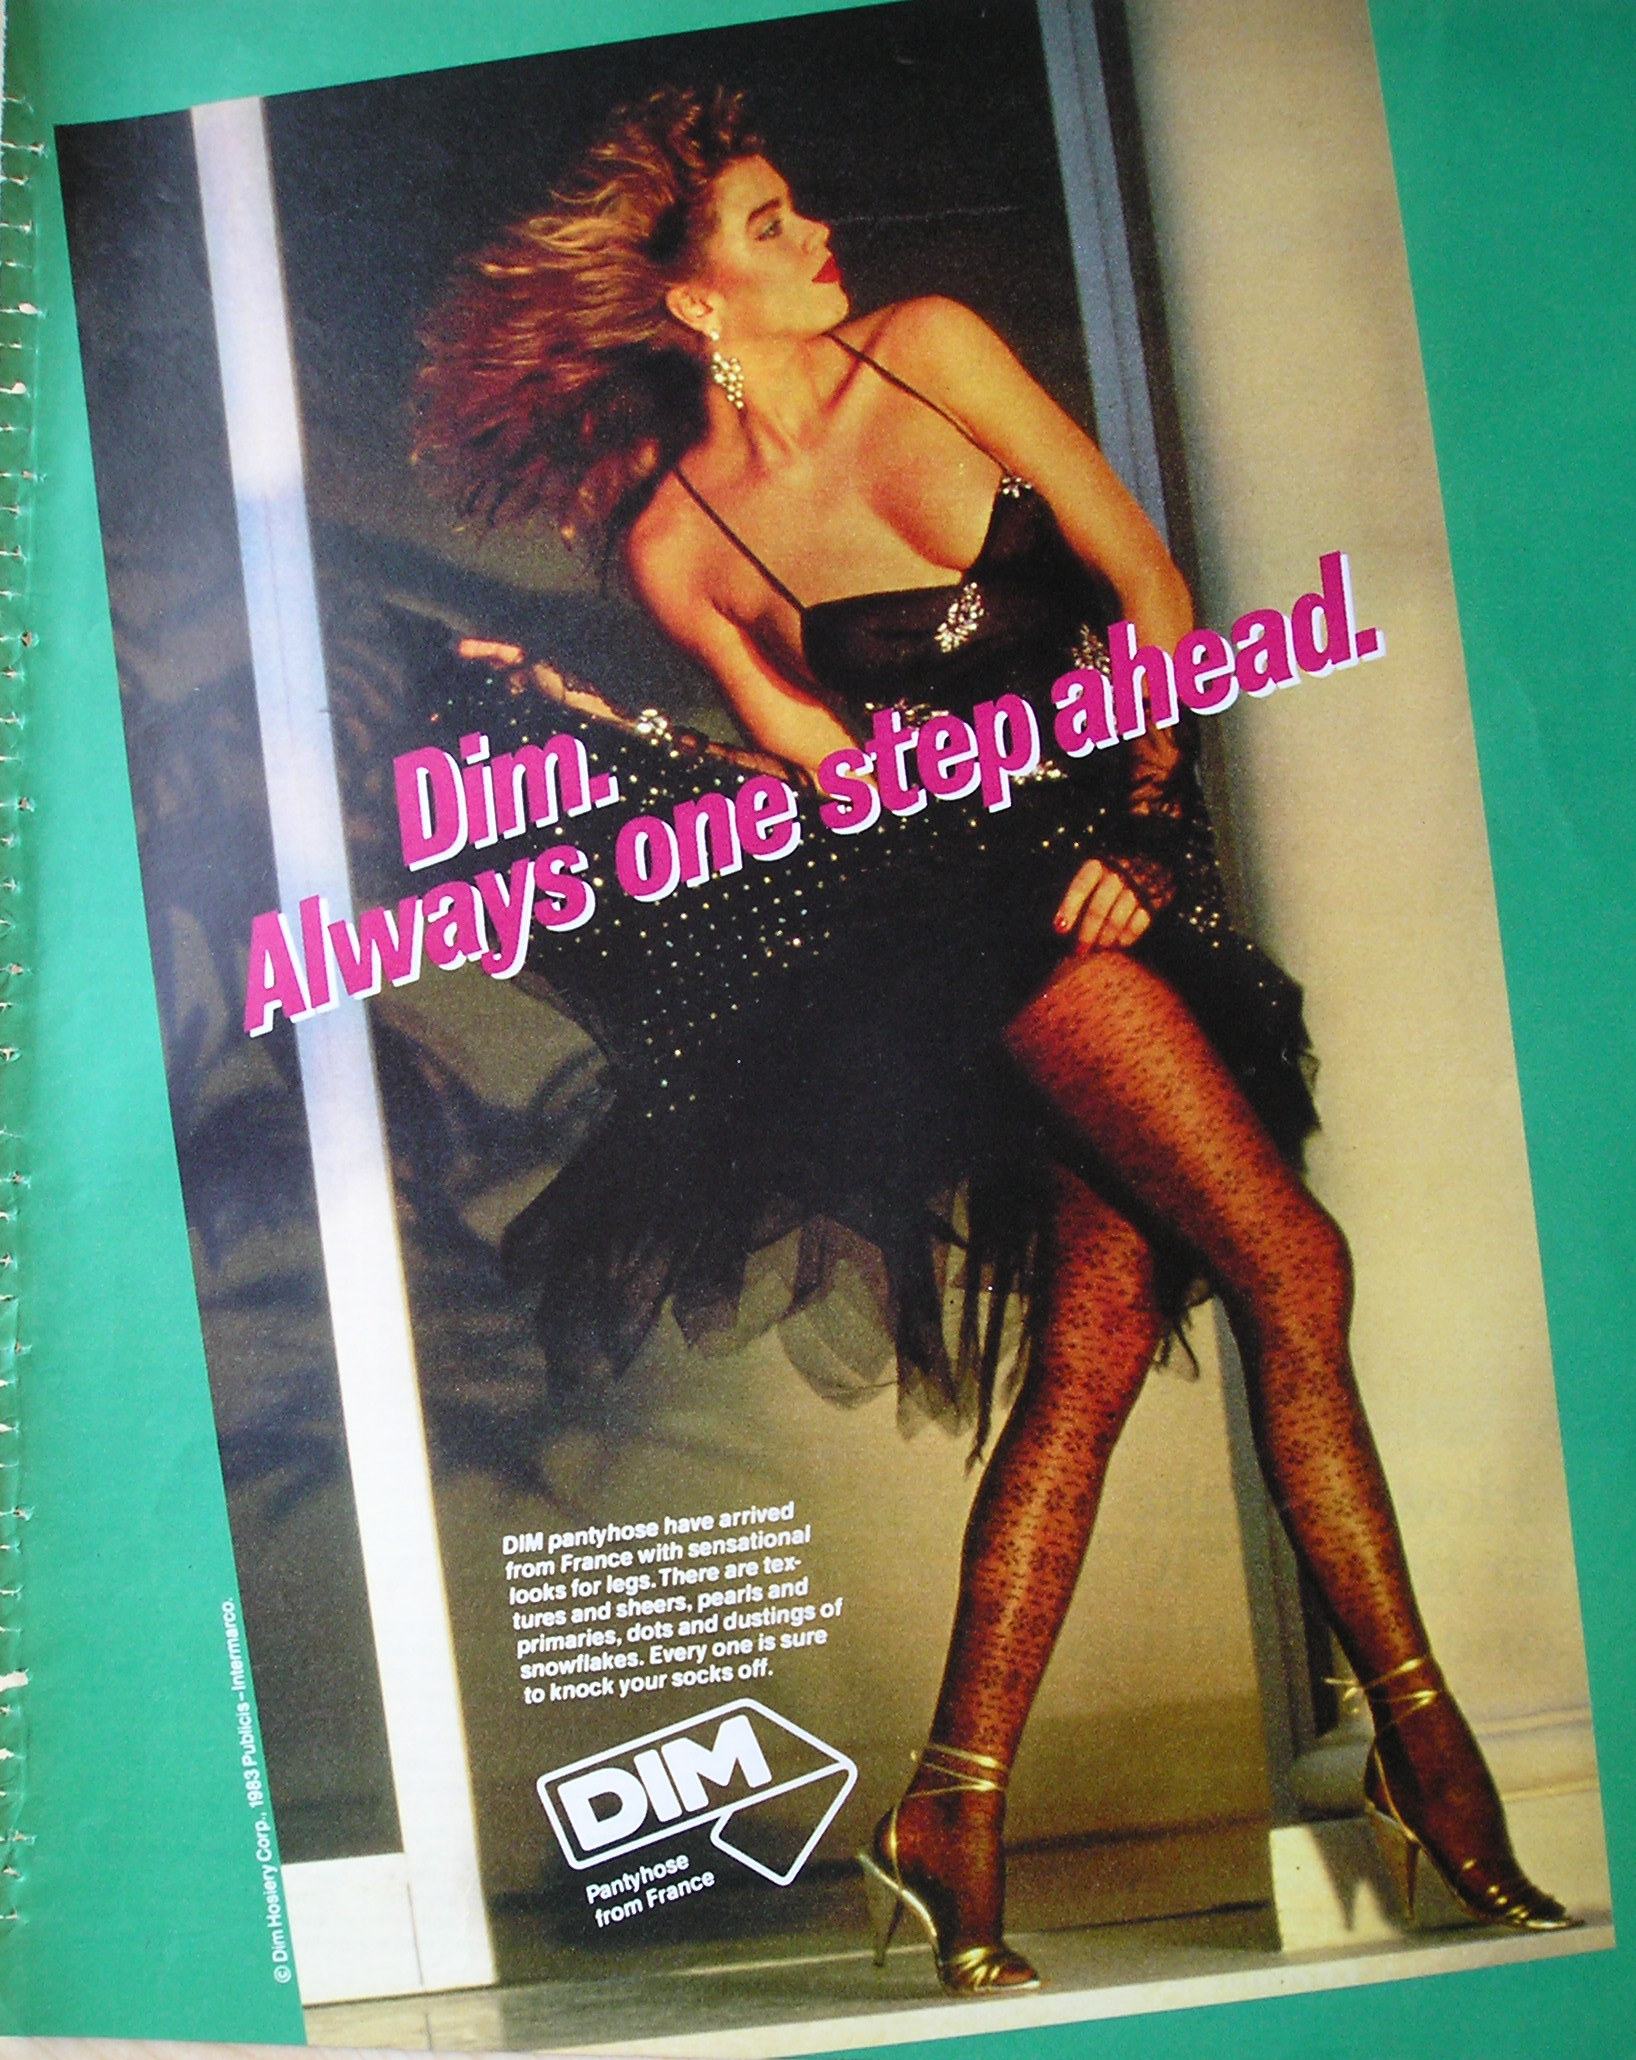 Dim.
Always one step ahead.
DIM pantyhose have arrived
from France with sensational
looks for legs. There are tex-
tures and sheers, pearls and
primaries, dots and dustings of
snowflakes. Every one is sure
to knock your socks off.
DIM
Pantyhose
from France
© Dim Hosiery Corp., 1983 Publicis-Intermarco.